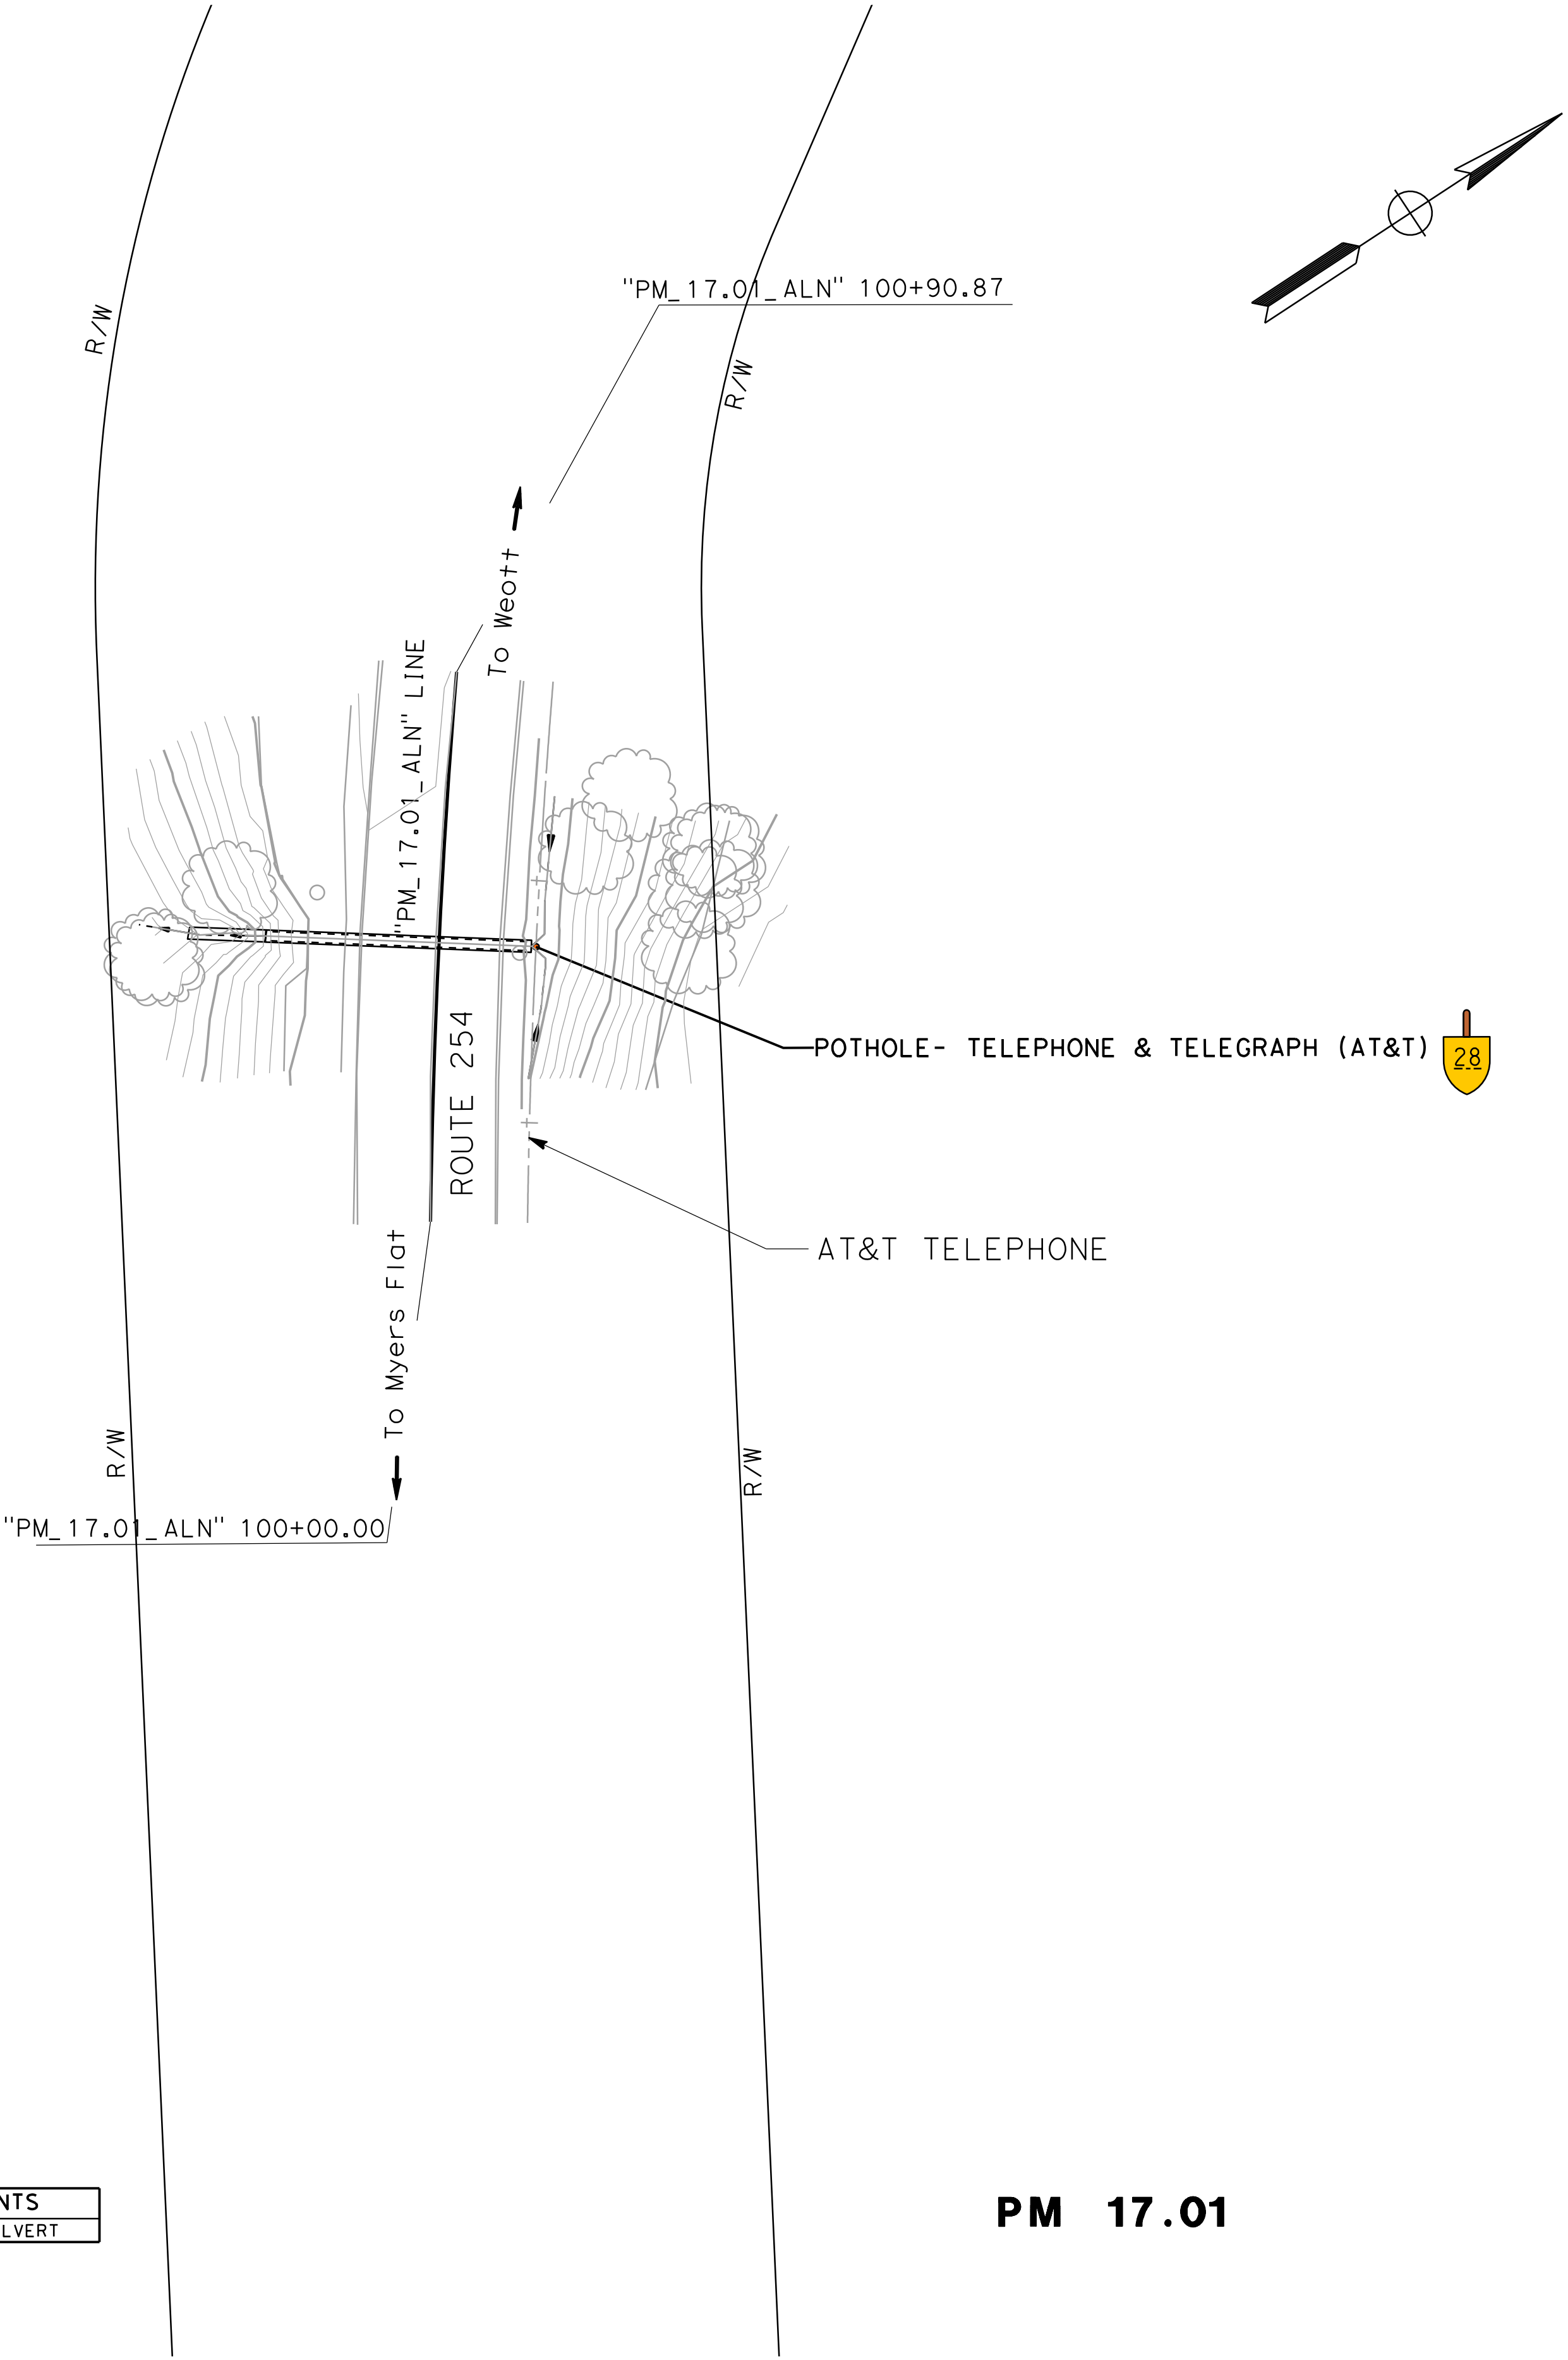 "PM_17.01_ALN" 100+90.87
R/W
R/W
To Weott
"PM_17.01_ALN" LINE
ROUTE 254
POTHOLE- TELEPHONE & TELEGRAPH (AT&T)
28
AT&T TELEPHONE
To Myers Flat
R/W
R/W
"PM_17.01_ALN" 100+00.00
NTS
LVERT
PM 17.01